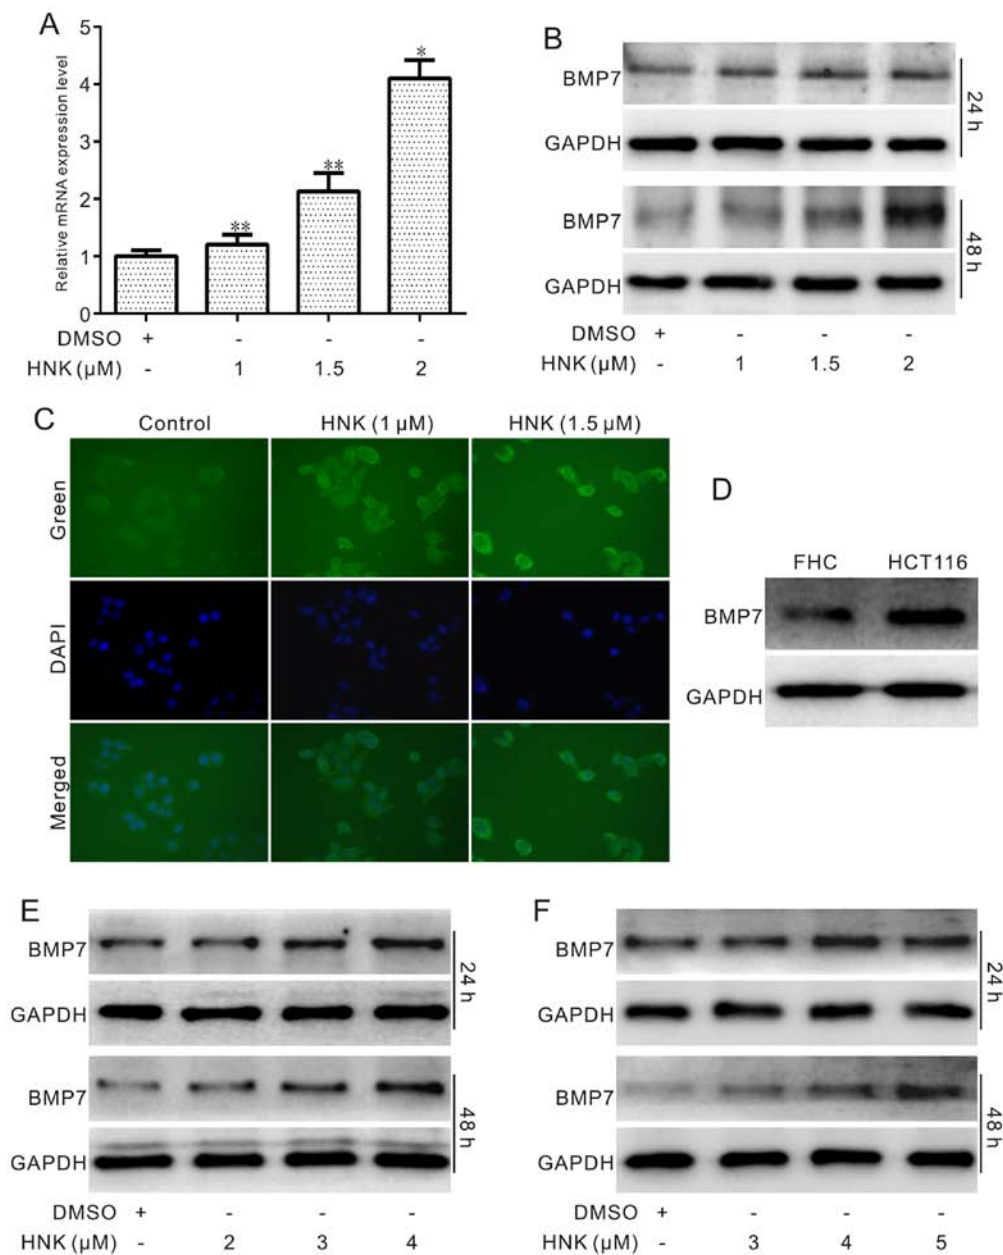 A
Relative mRNA expression level
5
4
3
2
1
0
** ** *
DMSO + - - -
HNK (μM) - 1 1.5 2
B
BMP7
GAPDH
24 h
BMP7
GAPDH
48 h
DMSO + - - -
HNK (μM) - 1 1.5 2
C
Control HNK (1 μM) HNK (1.5 μM)
Green
DAPI
Merged
D
FHC HCT116
BMP7
GAPDH
E
BMP7
GAPDH
24 h
BMP7
GAPDH
48 h
DMSO + - - -
HNK (μM) - 2 3 4
F
BMP7
GAPDH
24 h
BMP7
GAPDH
48 h
DMSO + - - -
HNK (μM) - 3 4 5